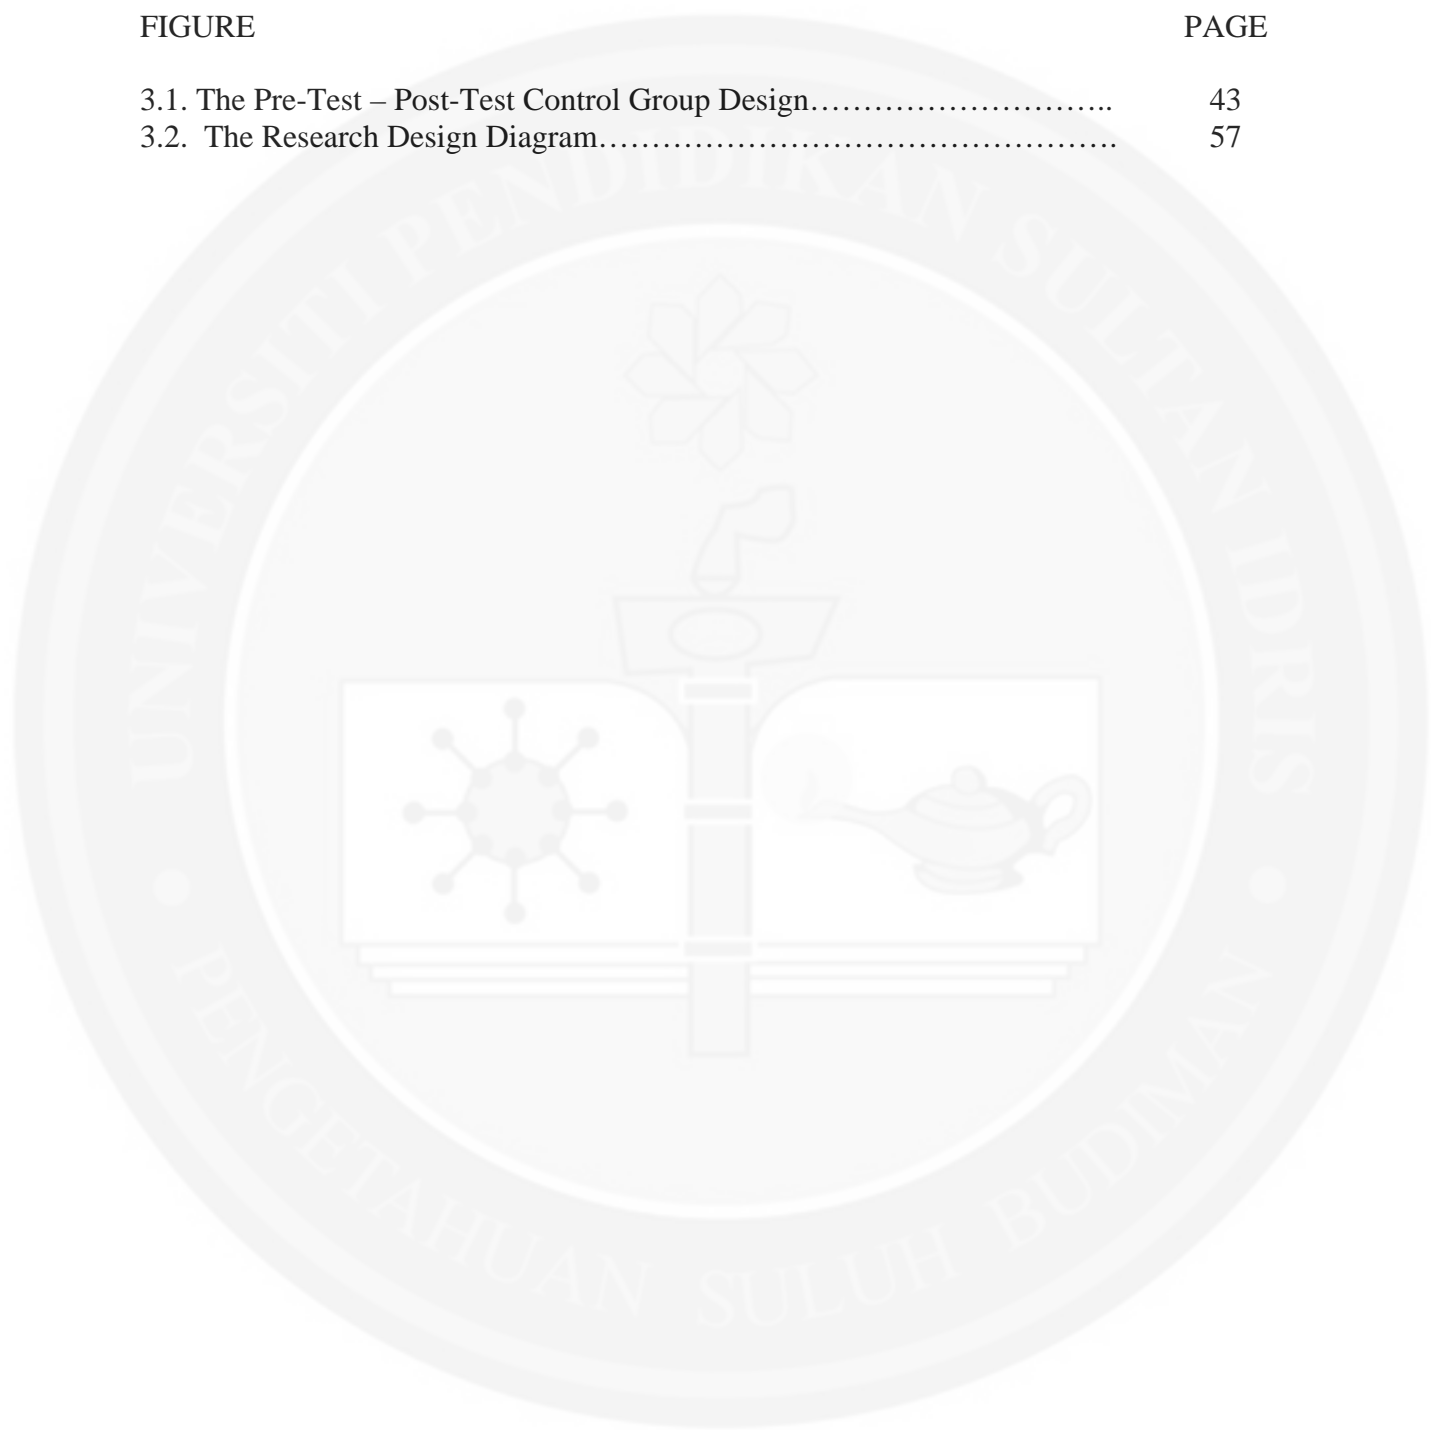 FIGURE PAGE
3.1. The Pre-Test – Post-Test Control Group Design……………………….. 43
3.2. The Research Design Diagram…………………………………………. 57
UNIVERSITI PENDIDIKAN SULTAN IDRIS
PENGETAHUAN SULUH BUDIMAN